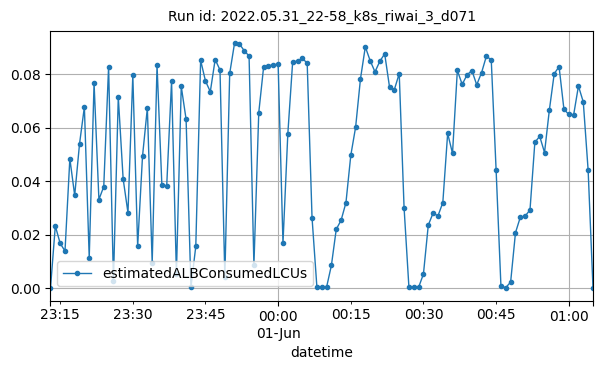 Run id: 2022.05.31_22-58_k8s_riwai_3_d071
0.08
0.06
0.04
0.02
0.00
estimatedALBConsumedLCUs
23:15 23:30 23:45 00:00 00:15 00:30 00:45 01:00
01-Jun
datetime